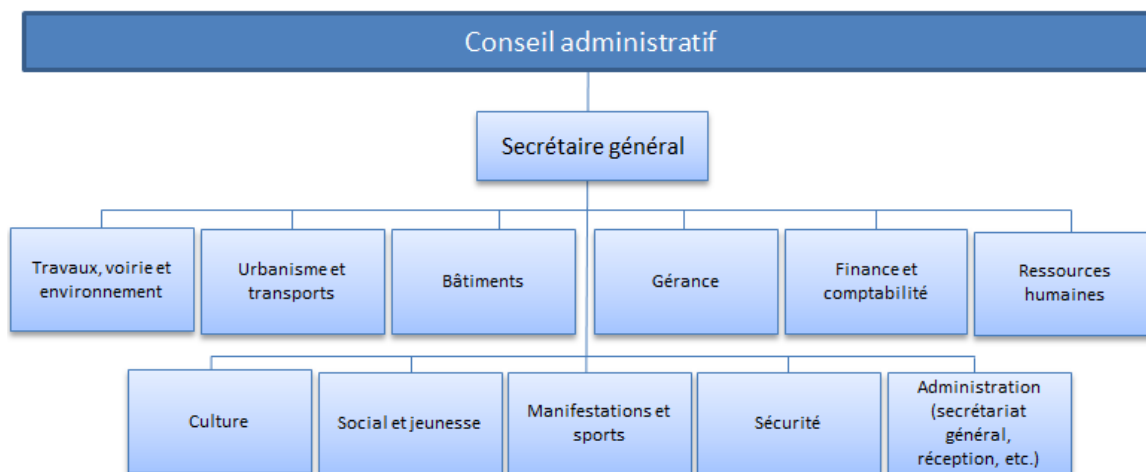 Conseil administratif
Secrétaire général
Travaux, voirie et
environnement
Urbanisme et
transports
Bâtiments
Gérance
Finance et
comptabilité
Ressources
humaines
Culture
Social et jeunesse
Manifestations et
sports
Sécurité
Administration
(secrétariat
général,
réception, etc.)